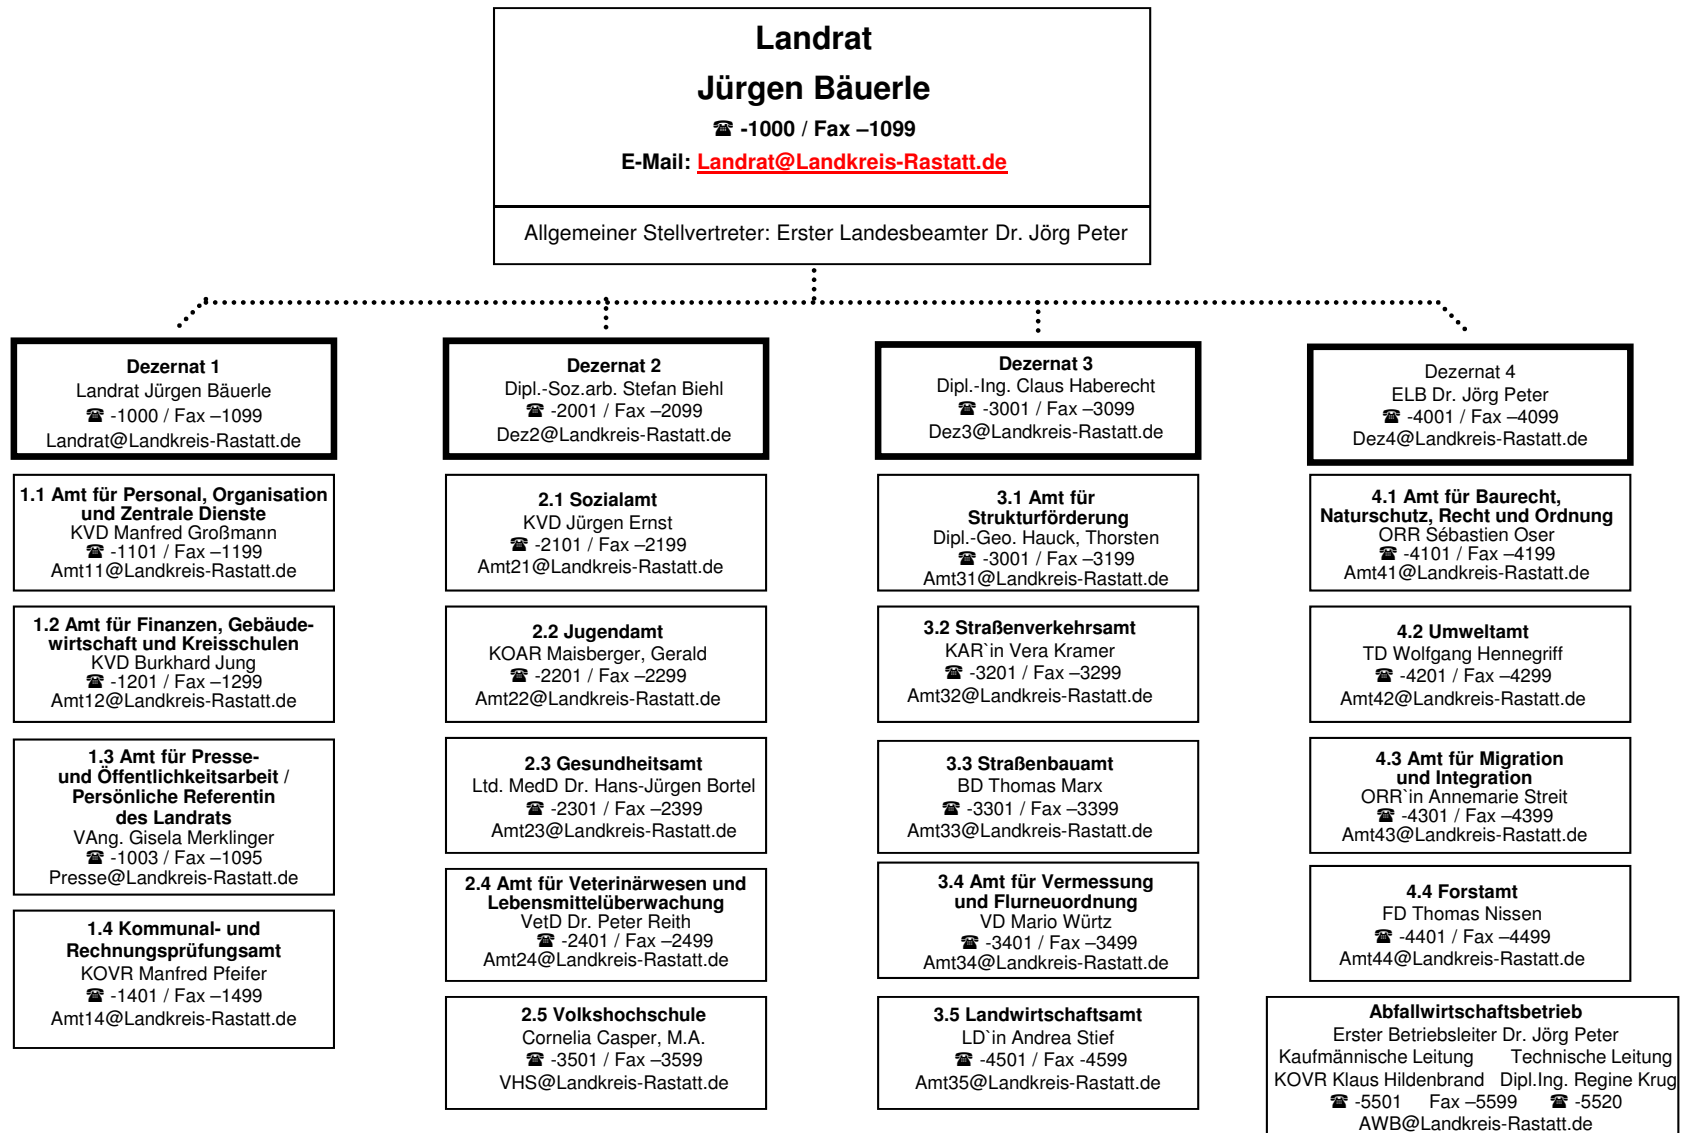 Landrat
Jürgen Bäuerle
☎ -1000 / Fax –1099
E-Mail: Landrat@Landkreis-Rastatt.de
Allgemeiner Stellvertreter: Erster Landesbeamter Dr. Jörg Peter
Dezernat 1
Landrat Jürgen Bäuerle
☎ -1000 / Fax –1099
Landrat@Landkreis-Rastatt.de
1.1 Amt für Personal, Organisation
und Zentrale Dienste
KVD Manfred Großmann
☎ -1101 / Fax –1199
Amt11@Landkreis-Rastatt.de
1.2 Amt für Finanzen, Gebäude-
wirtschaft und Kreisschulen
KVD Burkhard Jung
☎ -1201 / Fax –1299
Amt12@Landkreis-Rastatt.de
1.3 Amt für Presse-
und Öffentlichkeitsarbeit /
Persönliche Referentin
des Landrats
VAng. Gisela Merklinger
☎ -1003 / Fax –1095
Presse@Landkreis-Rastatt.de
1.4 Kommunal- und
Rechnungsprüfungsamt
KOVR Manfred Pfeifer
☎ -1401 / Fax –1499
Amt14@Landkreis-Rastatt.de
Dezernat 2
Dipl.-Soz.arb. Stefan Biehl
☎ -2001 / Fax –2099
Dez2@Landkreis-Rastatt.de
2.1 Sozialamt
KVD Jürgen Ernst
☎ -2101 / Fax –2199
Amt21@Landkreis-Rastatt.de
2.2 Jugendamt
KOAR Maisberger, Gerald
☎ -2201 / Fax –2299
Amt22@Landkreis-Rastatt.de
2.3 Gesundheitsamt
Ltd. MedD Dr. Hans-Jürgen Bortel
☎ -2301 / Fax –2399
Amt23@Landkreis-Rastatt.de
2.4 Amt für Veterinärwesen und
Lebensmittelüberwachung
VetD Dr. Peter Reith
☎ -2401 / Fax –2499
Amt24@Landkreis-Rastatt.de
2.5 Volkshochschule
Cornelia Casper, M.A.
☎ -3501 / Fax –3599
VHS@Landkreis-Rastatt.de
Dezernat 3
Dipl.-Ing. Claus Haberecht
☎ -3001 / Fax –3099
Dez3@Landkreis-Rastatt.de
3.1 Amt für
Strukturförderung
Dipl.-Geo. Hauck, Thorsten
☎ -3001 / Fax –3199
Amt31@Landkreis-Rastatt.de
3.2 Straßenverkehrsamt
KAR`in Vera Kramer
☎ -3201 / Fax –3299
Amt32@Landkreis-Rastatt.de
3.3 Straßenbauamt
BD Thomas Marx
☎ -3301 / Fax –3399
Amt33@Landkreis-Rastatt.de
3.4 Amt für Vermessung
und Flurneuordnung
VD Mario Würtz
☎ -3401 / Fax –3499
Amt34@Landkreis-Rastatt.de
3.5 Landwirtschaftsamt
LD`in Andrea Stief
☎ -4501 / Fax -4599
Amt35@Landkreis-Rastatt.de
Dezernat 4
ELB Dr. Jörg Peter
☎ -4001 / Fax –4099
Dez4@Landkreis-Rastatt.de
4.1 Amt für Baurecht,
Naturschutz, Recht und Ordnung
ORR Sébastien Oser
☎ -4101 / Fax –4199
Amt41@Landkreis-Rastatt.de
4.2 Umweltamt
TD Wolfgang Hennegriff
☎ -4201 / Fax –4299
Amt42@Landkreis-Rastatt.de
4.3 Amt für Migration
und Integration
ORR`in Annemarie Streit
☎ -4301 / Fax –4399
Amt43@Landkreis-Rastatt.de
4.4 Forstamt
FD Thomas Nissen
☎ -4401 / Fax –4499
Amt44@Landkreis-Rastatt.de
Abfallwirtschaftsbetrieb
Erster Betriebsleiter Dr. Jörg Peter
Kaufmännische Leitung Technische Leitung
KOVR Klaus Hildenbrand Dipl.Ing. Regine Krug
☎ -5501 Fax –5599 ☎ -5520
AWB@Landkreis-Rastatt.de